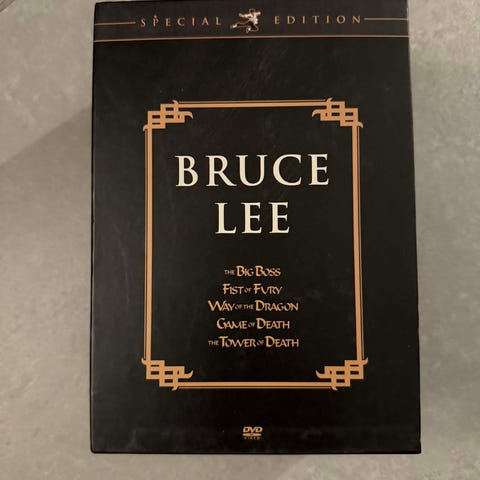 SPECIAL EDITION
BRUCE
LEE
THE BIG BOSS
FIST OF FURY
WAY OF THE DRAGON
GAME OF DEATH
THE TOWER OF DEATH
DVD
VIDEO